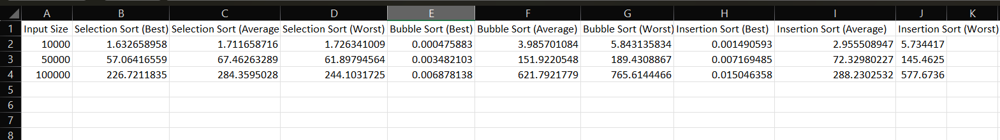 A B C D E F G H I J K
1 Input Size Selection Sort (Best) Selection Sort (Average Selection Sort (Worst) Bubble Sort (Best) Bubble Sort (Average) Bubble Sort (Worst) Insertion Sort (Best) Insertion Sort (Average) Insertion Sort (Worst)
2 10000 1.632658958 1.711658716 1.726341009 0.000475883 3.985701084 5.843135834 0.001490593 2.955508947 5.734417
3 50000 57.06416559 67.46263289 61.89794564 0.003482103 151.9220548 189.4308867 0.007169485 72.32980227 145.4625
4 100000 226.7211835 284.3595028 244.1031725 0.006878138 621.7921779 765.6144466 0.015046358 288.2302532 577.6736
5
6
7
8